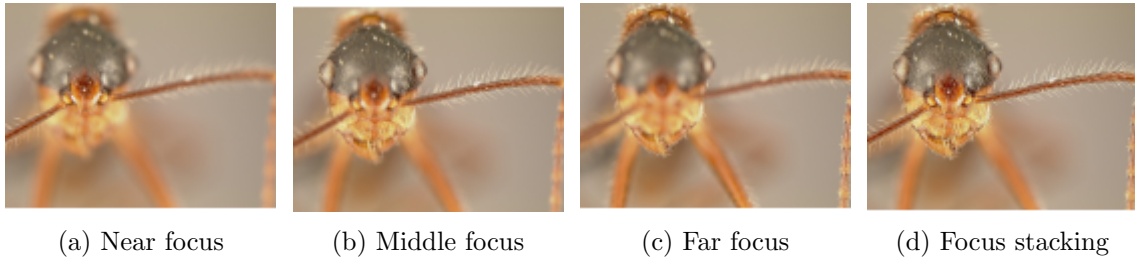 (a) Near focus
(b) Middle focus
(c) Far focus
(d) Focus stacking